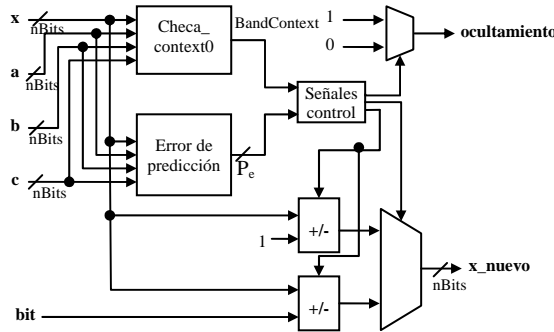 x
nBits
a
nBits
b
nBits
c
nBits
Checa_
context0
BandContext
1
0
ocultamiento
Señales
control
Error de
predicción
Pe
+/-
1
x_nuevo
nBits
bit
+/-